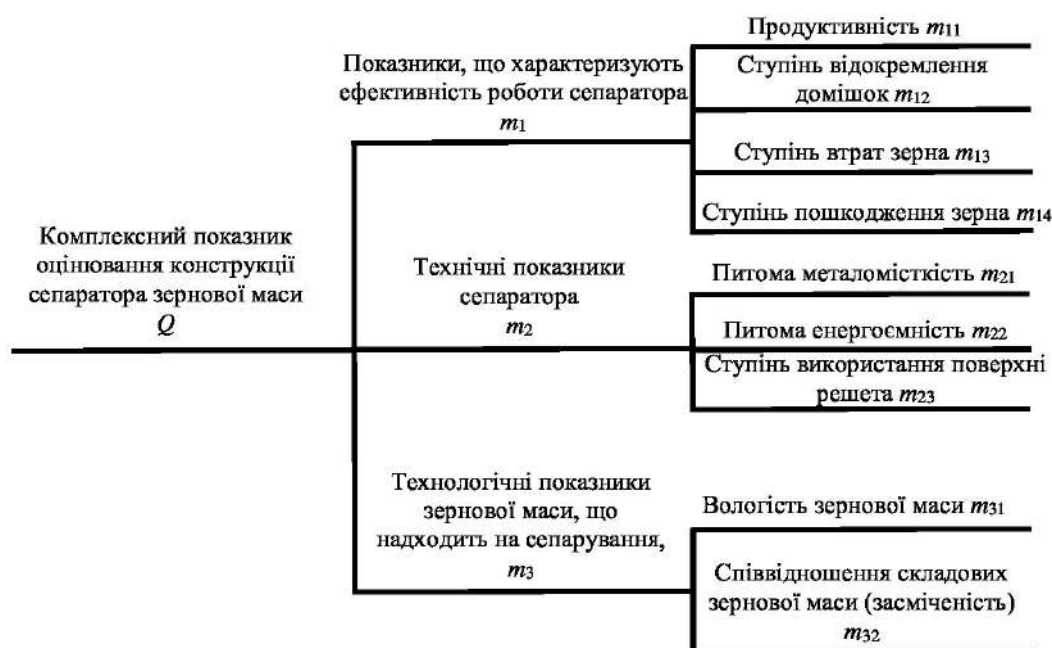 Комплексний показник
оцінювання конструкції
сепаратора зернової маси
Q
Показники, що характеризують
ефективність роботи сепаратора
m1
Продуктивність m11
Ступінь відокремлення
домішок m12
Ступінь втрат зерна m13
Ступінь пошкодження зерна m14
Технічні показники
сепаратора
m2
Питома металомісткість m21
Питома енергоємність m22
Ступінь використання поверхні
решета m23
Технологічні показники
зернової маси, що
надходить на сепарування,
m3
Вологість зернової маси m31
Співвідношення складових
зернової маси (засміченість)
m32